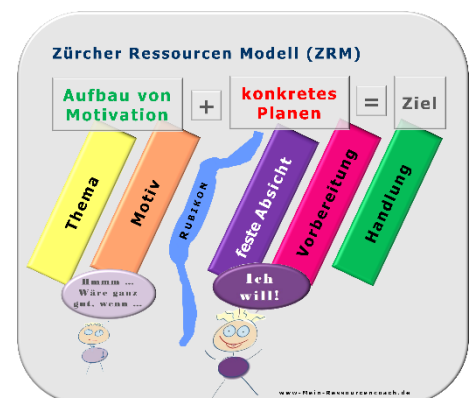 Zürcher Ressourcen Modell (ZRM)
Aufbau von
Motivation
+
konkretes
Planen
=
Ziel
Thema
Motiv
RUBIKON
feste Absicht
Vorbereitung
Handlung
Hmmm ...
Wäre ganz
gut, wenn ...
Ich
will!
www-Mein-Ressourcencoach.de